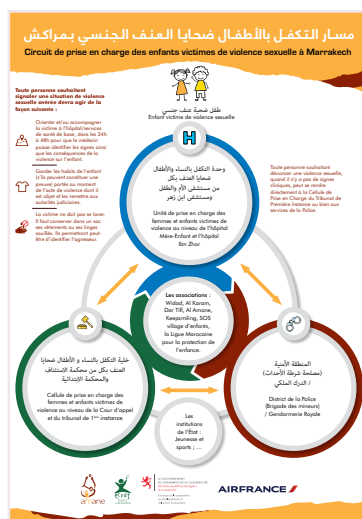 مسار التكفل بالأطفال ضحايا العنف الجنسي بمراكش
Circuit de prise en charge des enfants victimes de violence sexuelle à Marrakech
طفل ضحية عنف جنسي
Enfant victime de violence sexuelle
Toute personne souhaitant
signaler une situation de violence
sexuelle avérée devra agir de la
façon suivante :
Orienter et/ou accompagner
la victime à l'hôpital/services
de santé de base, dans les 24h
à 48h pour que le médecin
puisse identifier les signes ainsi
que les conséquences de la
violence sur l'enfant.
Garder les habits de l'enfant
(s'ils peuvent constituer une
preuve) portés au moment
de l'acte de violence dont il
est objet et les remettre aux
autorités judiciaires.
La victime ne doit pas se laver.
Il faut conserver dans un sac
ses vêtements ou ses linges
souillés. Ils permettront peut-
être d'identifier l'agresseur.
H
وحدة التكفل بالنساء والأطفال
ضحايا العنف بكل
من مستشفى الأم والطفل
ومستشفى ابن زهر
Unité de prise en charge des
femmes et enfants victimes de
violence au niveau de l'hôpital
Mère-Enfant et l'hôpital
Ibn Zhor
Toute personne souhaitant
dénoncer une violence sexuelle,
quand il n'y a pas de signes
cliniques, peut se rendre
directement à la Cellule de
Prise en Charge du Tribunal de
Première Instance ou bien aux
services de la Police.
Les associations :
Widad, Al Karam,
Dar Tifl, Al Amane,
Keepsmiling, SOS
village d'enfants,
la Ligue Marocaine
pour la protection de
l'enfance.
خلية التكفل بالنساء و الأطفال ضحايا
العنف بكل من محكمة الاستئناف
والمحكمة الابتدائية
Cellule de prise en charge des
femmes et enfants victimes de
violence au niveau de la Cour d'appel
et du tribunal de 1ère instance
المنطقة الأمنية
(مصلحة شرطة الأحداث)
/ الدرك الملكي
District de la Police
(Brigade des mineurs)
/ Gendarmerie Royale
Les
institutions
de l'État :
Jeunesse et
sports ; ...
amane
AIRFRANCE